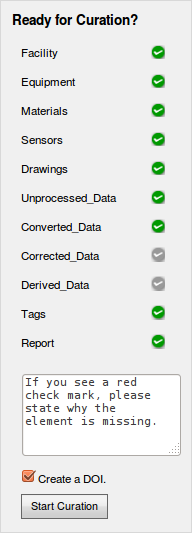 Ready for Curation?
Facility
Equipment
Materials
Sensors
Drawings
Unprocessed_Data
Converted_Data
Corrected_Data
Derived_Data
Tags
Report
If you see a red
check mark, please
state why the
element is missing.
Create a DOI.
Start Curation